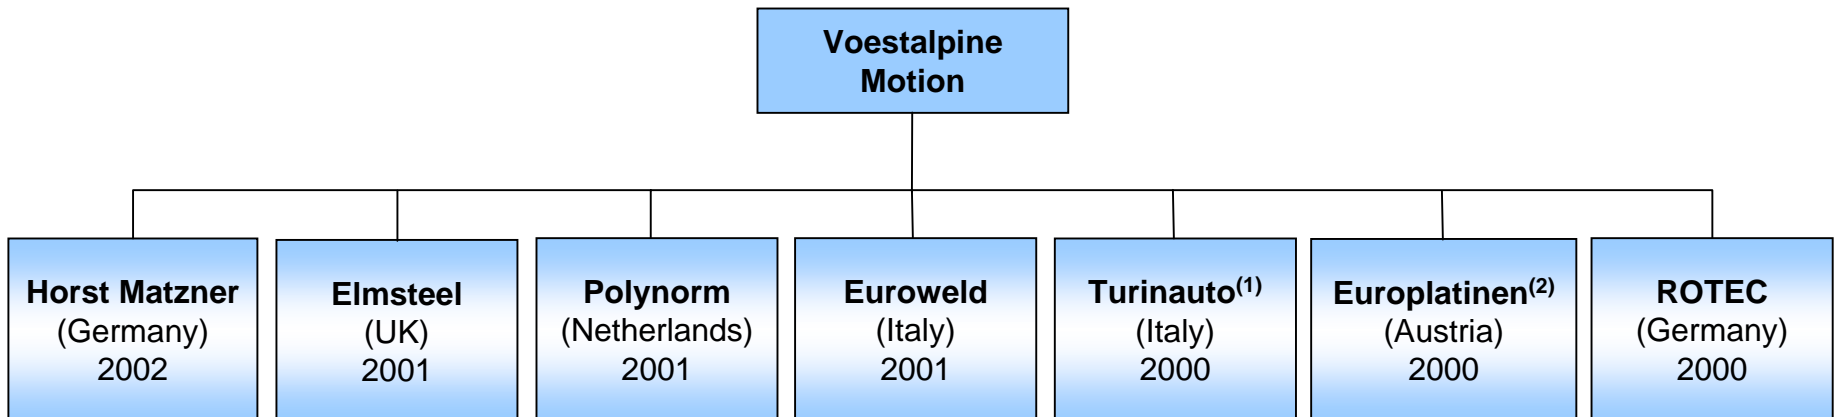 Voestalpine
Motion
Horst Matzner
(Germany)
2002
Elmsteel
(UK)
2001
Polynorm
(Netherlands)
2001
Euroweld
(Italy)
2001
Turinauto(1)
(Italy)
2000
Europlatinen(2)
(Austria)
2000
ROTEC
(Germany)
2000